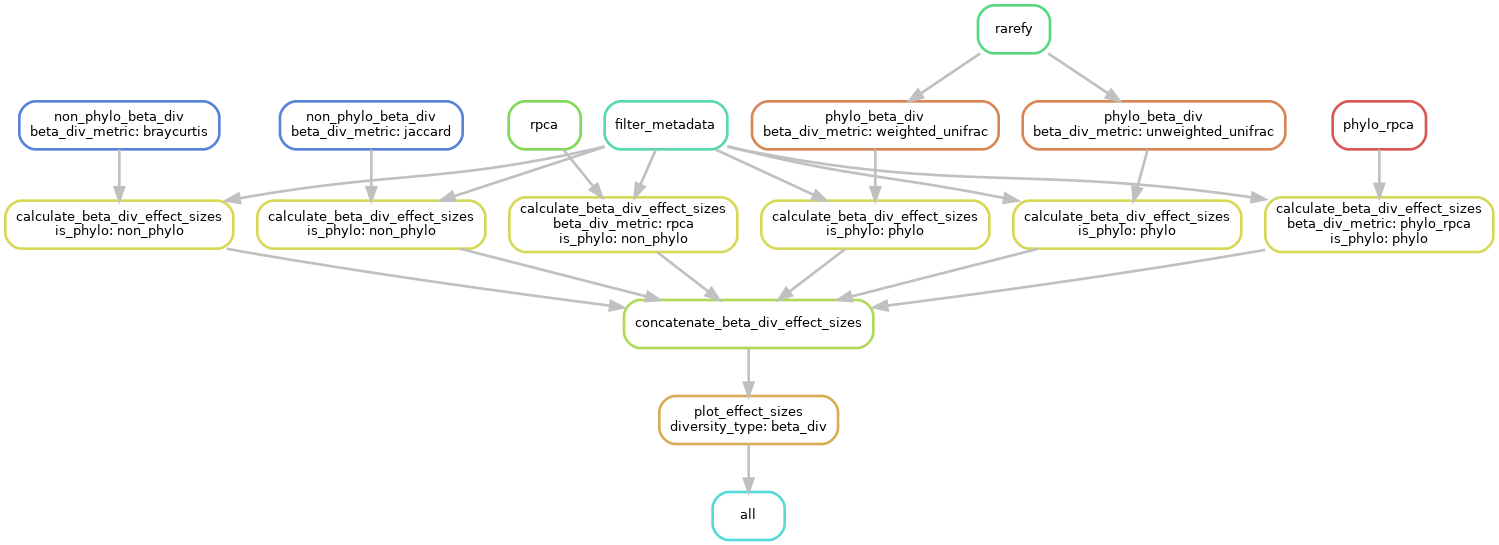 rarefy
non_phylo_beta_div
beta_div_metric: braycurtis
non_phylo_beta_div
beta_div_metric: jaccard
rpca
filter_metadata
phylo_beta_div
beta_div_metric: weighted_unifrac
phylo_beta_div
beta_div_metric: unweighted_unifrac
phylo_rpca
calculate_beta_div_effect_sizes
is_phylo: non_phylo
calculate_beta_div_effect_sizes
is_phylo: non_phylo
calculate_beta_div_effect_sizes
beta_div_metric: rpca
is_phylo: non_phylo
calculate_beta_div_effect_sizes
is_phylo: phylo
calculate_beta_div_effect_sizes
is_phylo: phylo
calculate_beta_div_effect_sizes
beta_div_metric: phylo_rpca
is_phylo: phylo
concatenate_beta_div_effect_sizes
plot_effect_sizes
diversity_type: beta_div
all